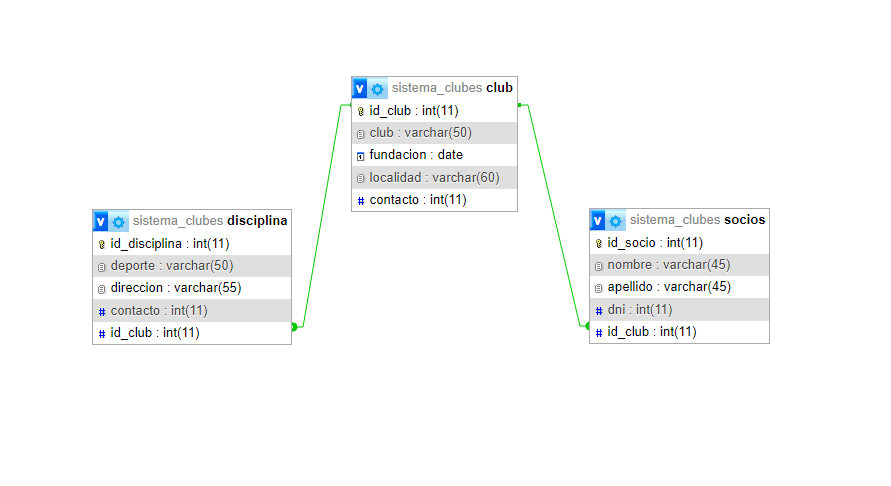 sistema_clubes club
id_club : int(11)
club : varchar(50)
fundacion : date
localidad : varchar(60)
contacto : int(11)
sistema_clubes disciplina
id_disciplina : int(11)
deporte : varchar(50)
direccion : varchar(55)
contacto : int(11)
id_club : int(11)
sistema_clubes socios
id_socio : int(11)
nombre : varchar(45)
apellido : varchar(45)
dni : int(11)
id_club : int(11)